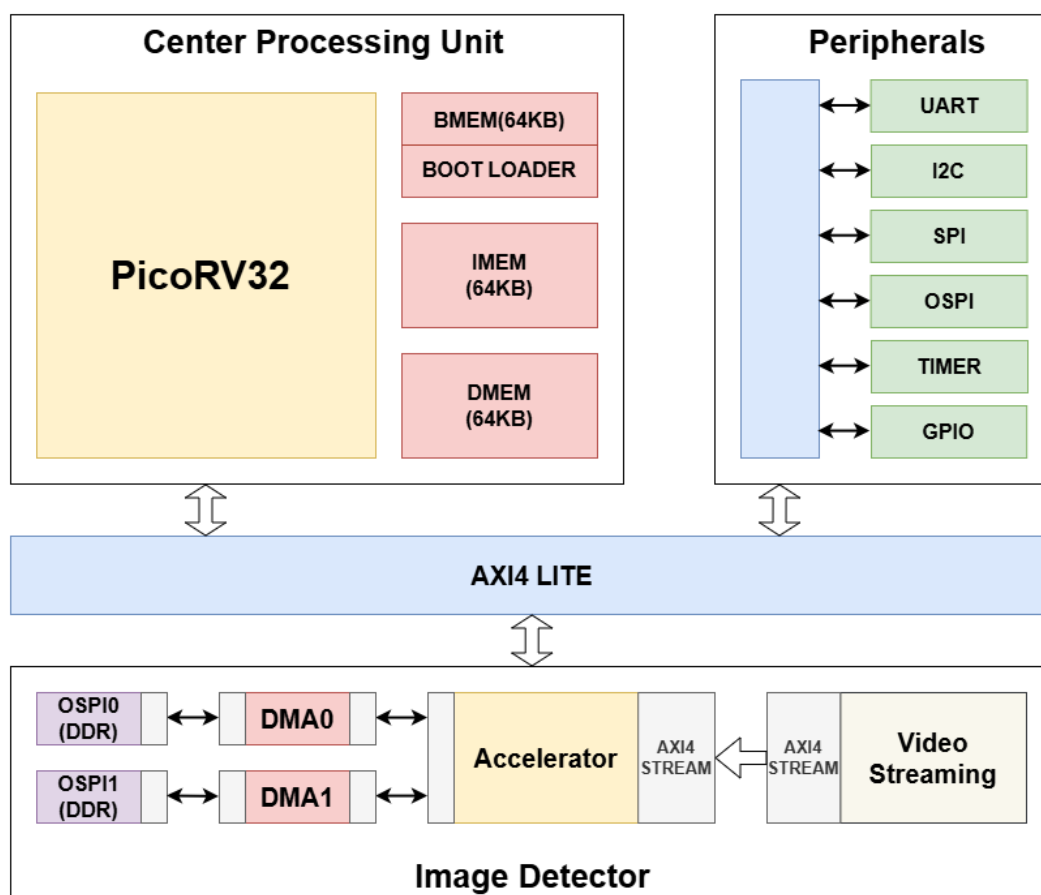 Center Processing Unit
PicoRV32
BMEM(64KB)
BOOT LOADER
IMEM
(64KB)
DMEM
(64KB)
Peripherals
UART
I2C
SPI
OSPI
TIMER
GPIO
AXI4 LITE
OSPI0
(DDR)
DMA0
OSPI1
(DDR)
DMA1
Accelerator
AXI4
STREAM
AXI4
STREAM
Video
Streaming
Image Detector